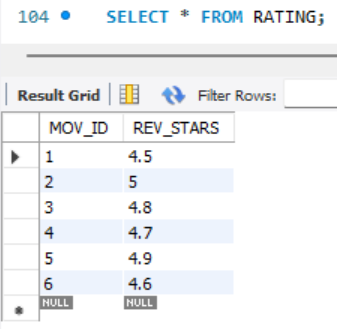 104 SELECT * FROM RATING;
Result Grid Filter Rows:
MOV_ID REV_STARS
1 4.5
2 5
3 4.8
4 4.7
5 4.9
6 4.6
NULL NULL